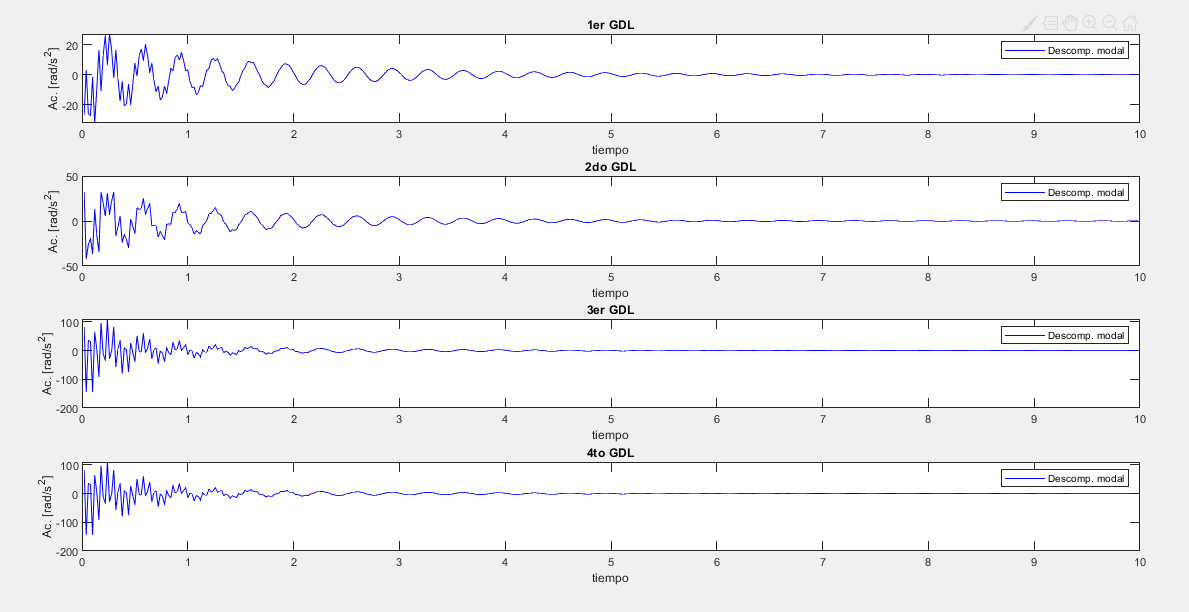 1er GDL
Ac. [rad/s²]
20
0
-20
Descomp. modal
0 1 2 3 4 5 6 7 8 9 10
tiempo
2do GDL
Ac. [rad/s²]
50
0
-50
Descomp. modal
0 1 2 3 4 5 6 7 8 9 10
tiempo
3er GDL
Ac. [rad/s²]
100
0
-100
-200
Descomp. modal
0 1 2 3 4 5 6 7 8 9 10
tiempo
4to GDL
Ac. [rad/s²]
100
0
-100
-200
Descomp. modal
0 1 2 3 4 5 6 7 8 9 10
tiempo